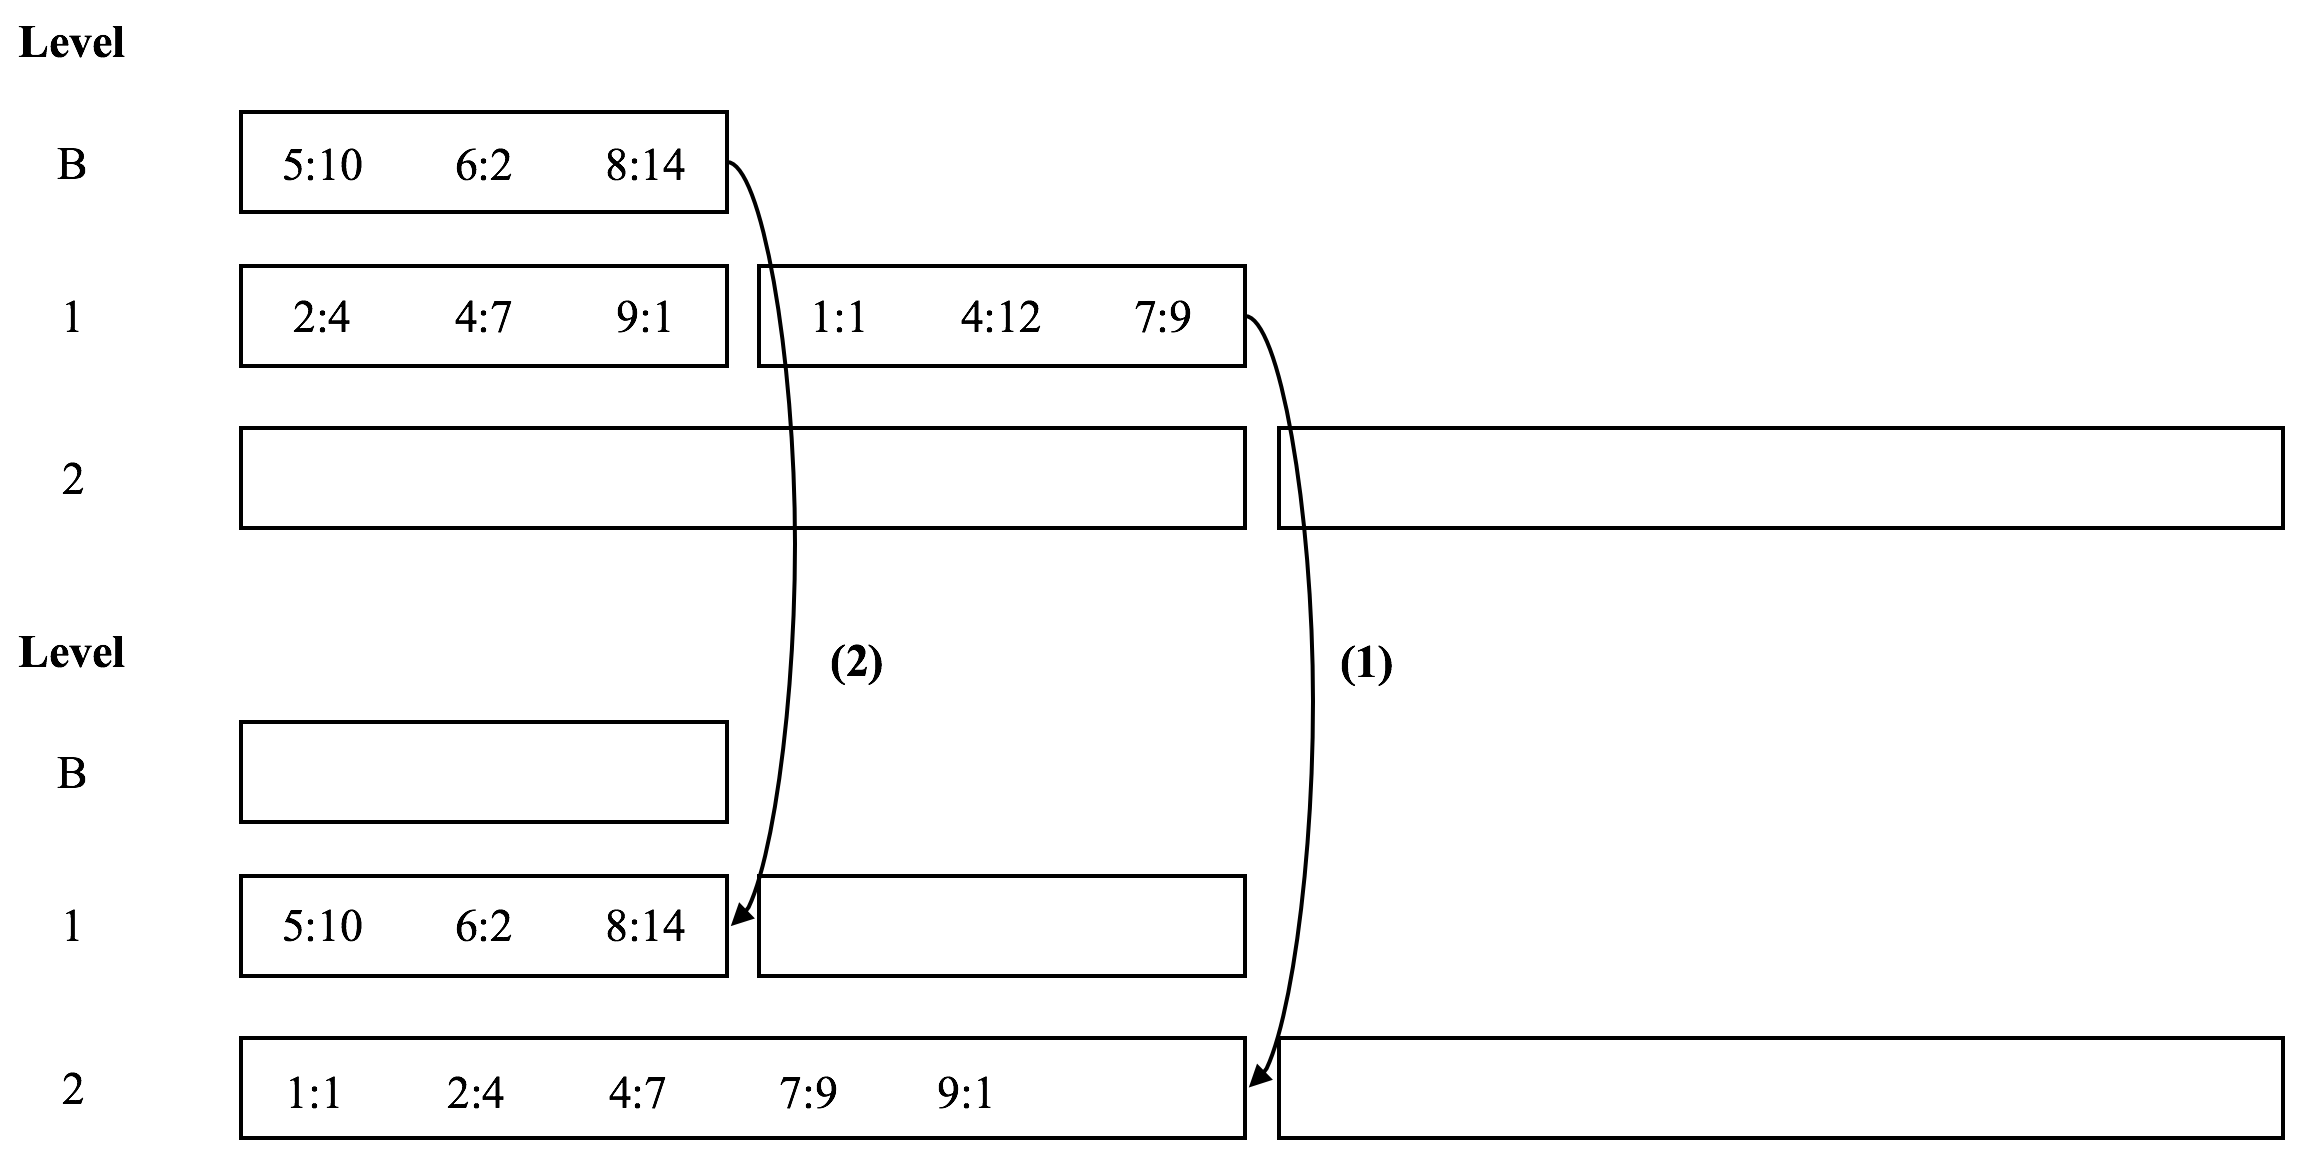 Level
B 5:10 6:2 8:14
1 2:4 4:7 9:1 1:1 4:12 7:9
2
Level (2) (1)
B
1 5:10 6:2 8:14
2 1:1 2:4 4:7 7:9 9:1